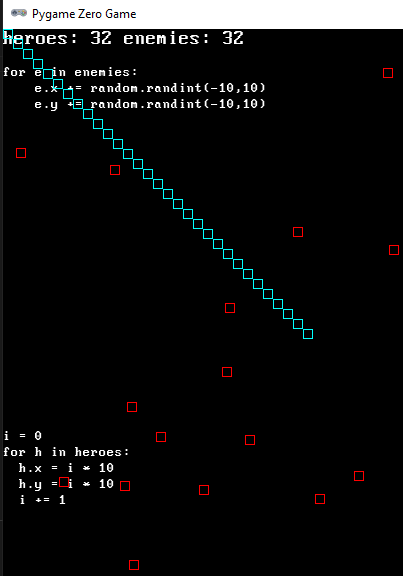 Pygame Zero Game
heroes: 32 enemies: 32
for e in enemies:
    e.x += random.randint(-10,10)
    e.y += random.randint(-10,10)
i = 0
for h in heroes:
  h.x = i * 10
  h.y = i * 10
  i += 1